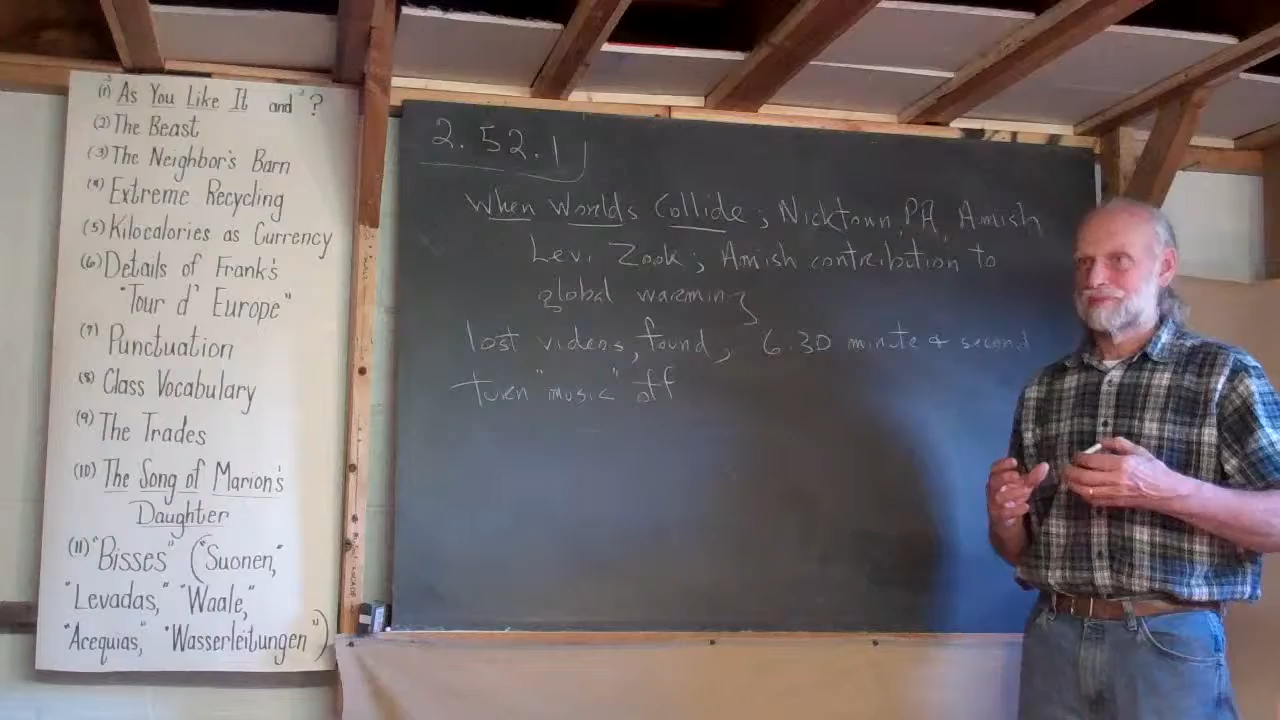 (1) As You Like It and ?
(2) The Beast
(3) The Neighbor's Barn
(4) Extreme Recycling
(5) Kilocalories as Currency
(6) Details of Frank's
"Tour d' Europe"
(7) Punctuation
(8) Class Vocabulary
(9) The Trades
(10) The Song of Marion's
Daughter
(11) "Bisses" ("Suonen,"
"Levadas," "Waale,"
"Acequias," "Wasserleitungen")
2.52.1
When Worlds Collide; Nicktown, PA, Amish
Levi Zook; Amish contribution to
global warming
lost videos, found, 6.30 minute & second
turn "music" off